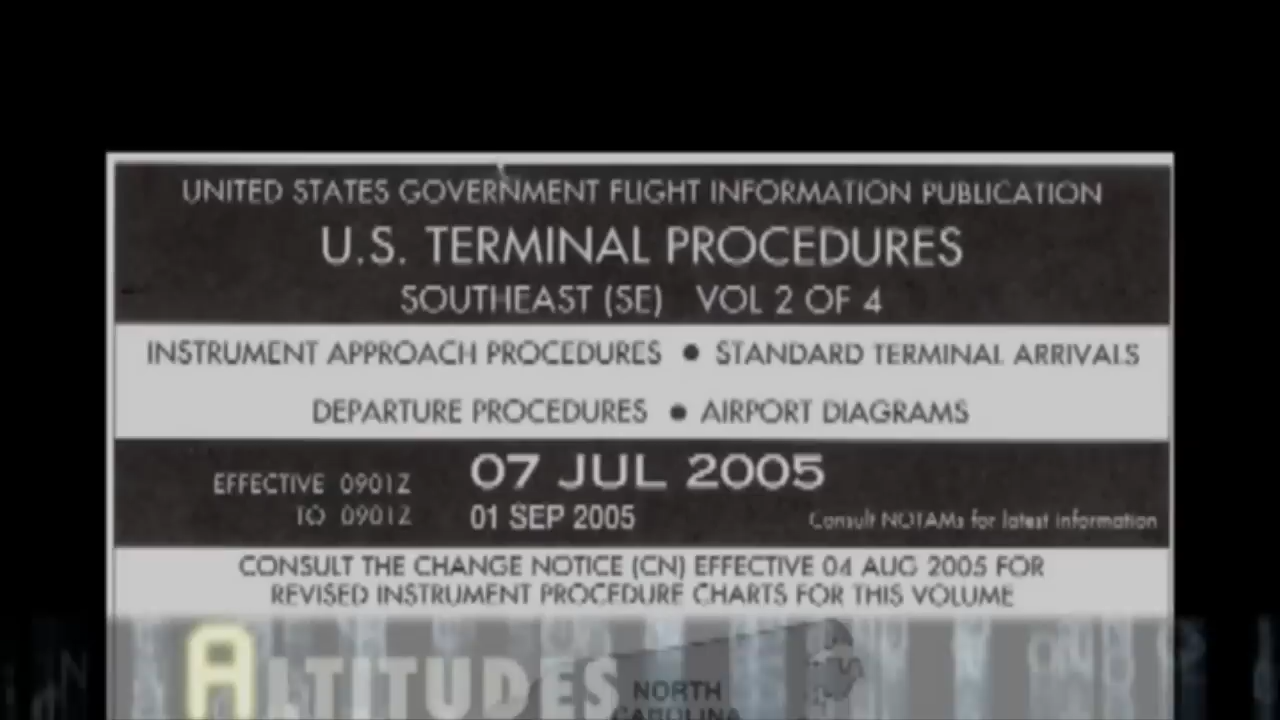 UNITED STATES GOVERNMENT FLIGHT INFORMATION PUBLICATION
U.S. TERMINAL PROCEDURES
SOUTHEAST (SE) VOL 2 OF 4
INSTRUMENT APPROACH PROCEDURES ● STANDARD TERMINAL ARRIVALS
DEPARTURE PROCEDURES ● AIRPORT DIAGRAMS
EFFECTIVE 0901Z 07 JUL 2005
TO 0901Z 01 SEP 2005 Consult NOTAMs for latest information
CONSULT THE CHANGE NOTICE (CN) EFFECTIVE 04 AUG 2005 FOR
REVISED INSTRUMENT PROCEDURE CHARTS FOR THIS VOLUME
ALTITUDES
NORTH
CAROLINA